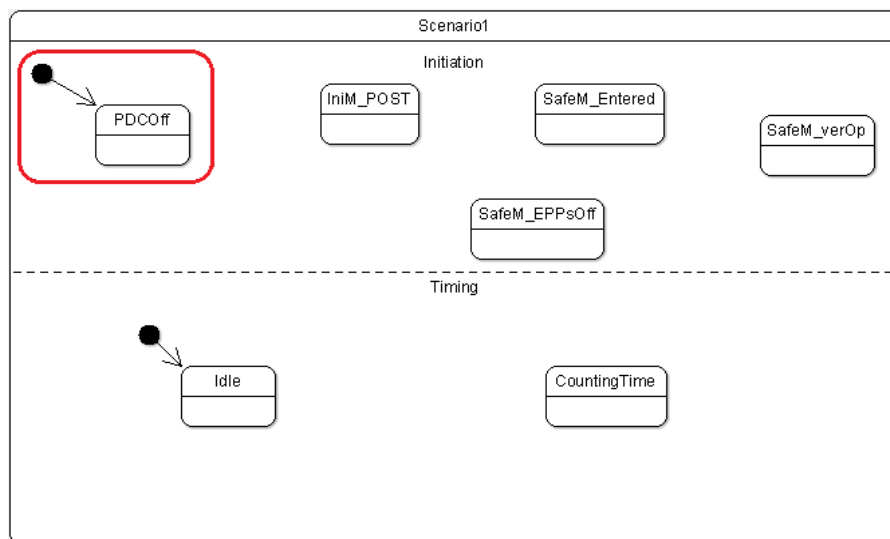 Scenario1
Initiation
PDCOff
IniM_POST
SafeM_Entered
SafeM_verOp
SafeM_EPPsOff
Timing
Idle
CountingTime